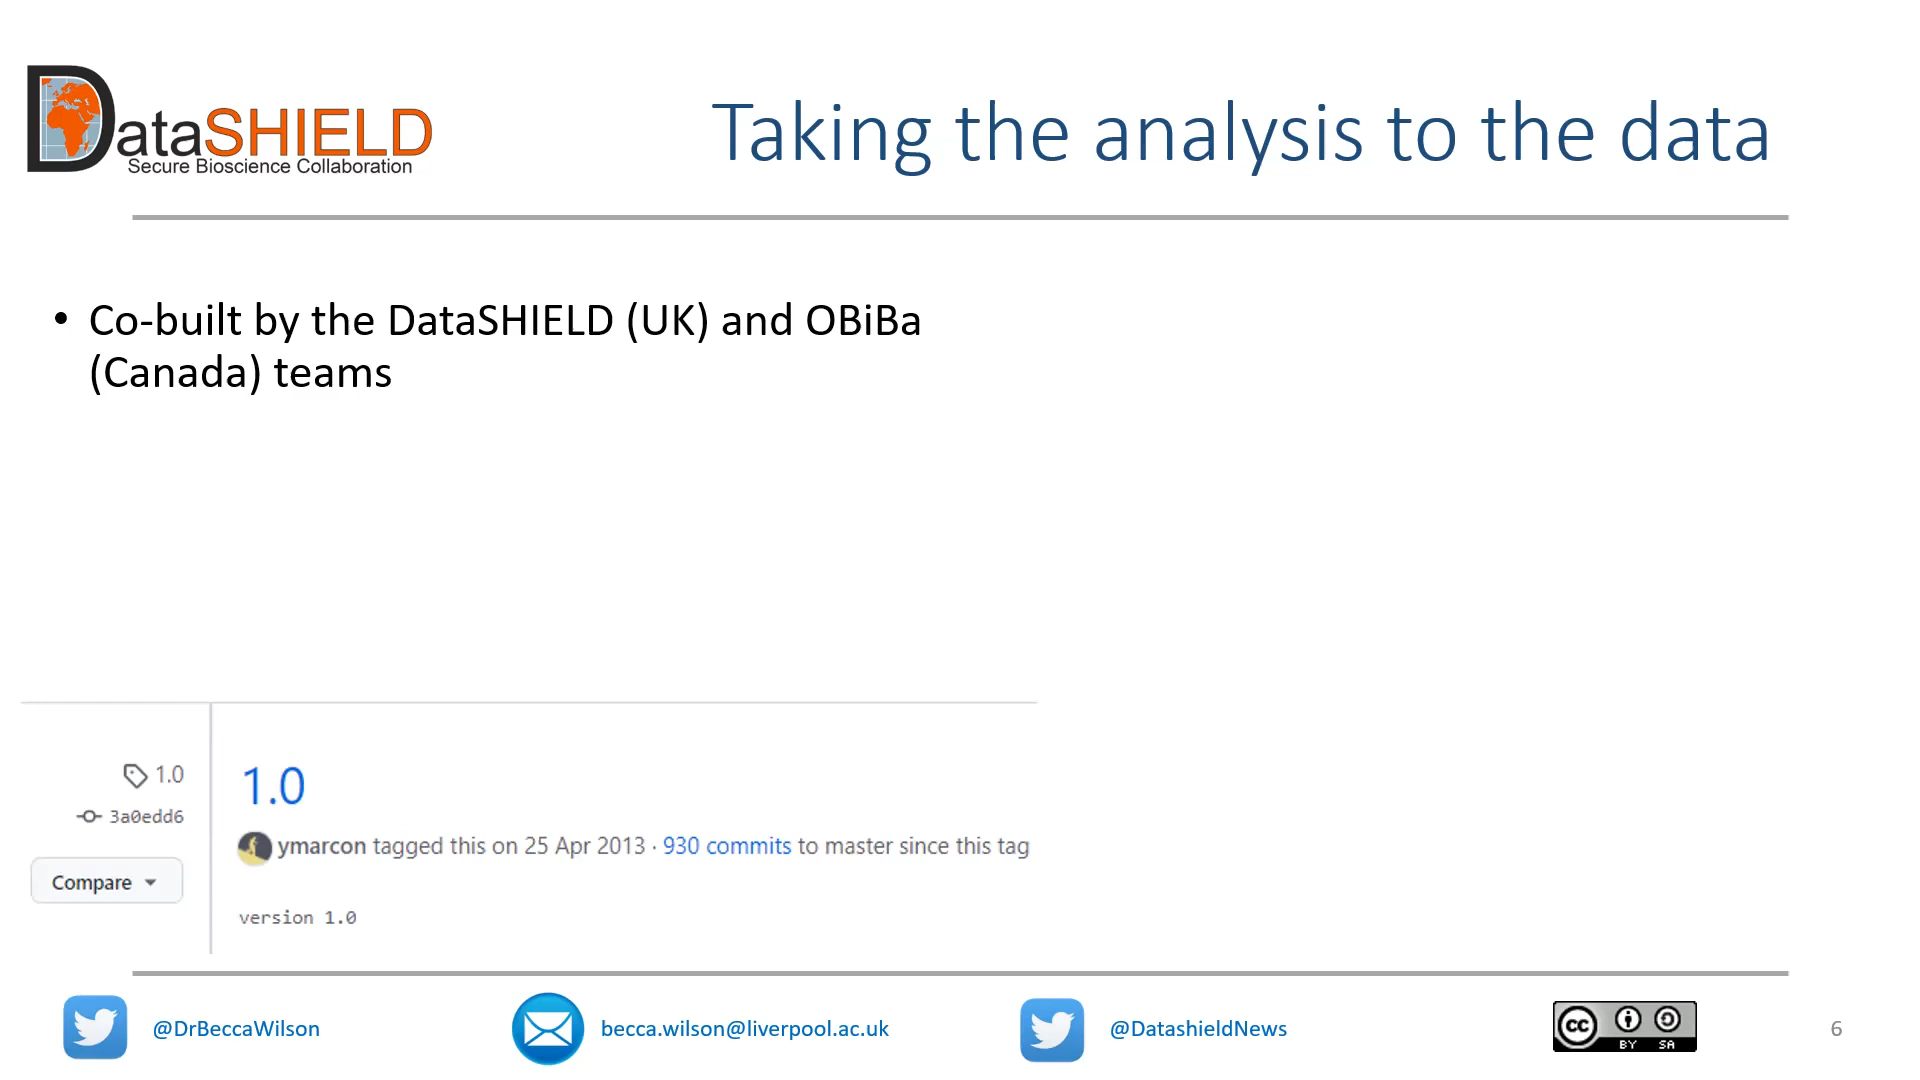 DataSHIELD
Secure Bioscience Collaboration
Taking the analysis to the data
• Co-built by the DataSHIELD (UK) and OBiBa
(Canada) teams
1.0
3a0edd6
Compare
1.0
ymarcon tagged this on 25 Apr 2013 · 930 commits to master since this tag
version 1.0
@DrBeccaWilson
becca.wilson@liverpool.ac.uk
@DatashieldNews
cc BY SA
6